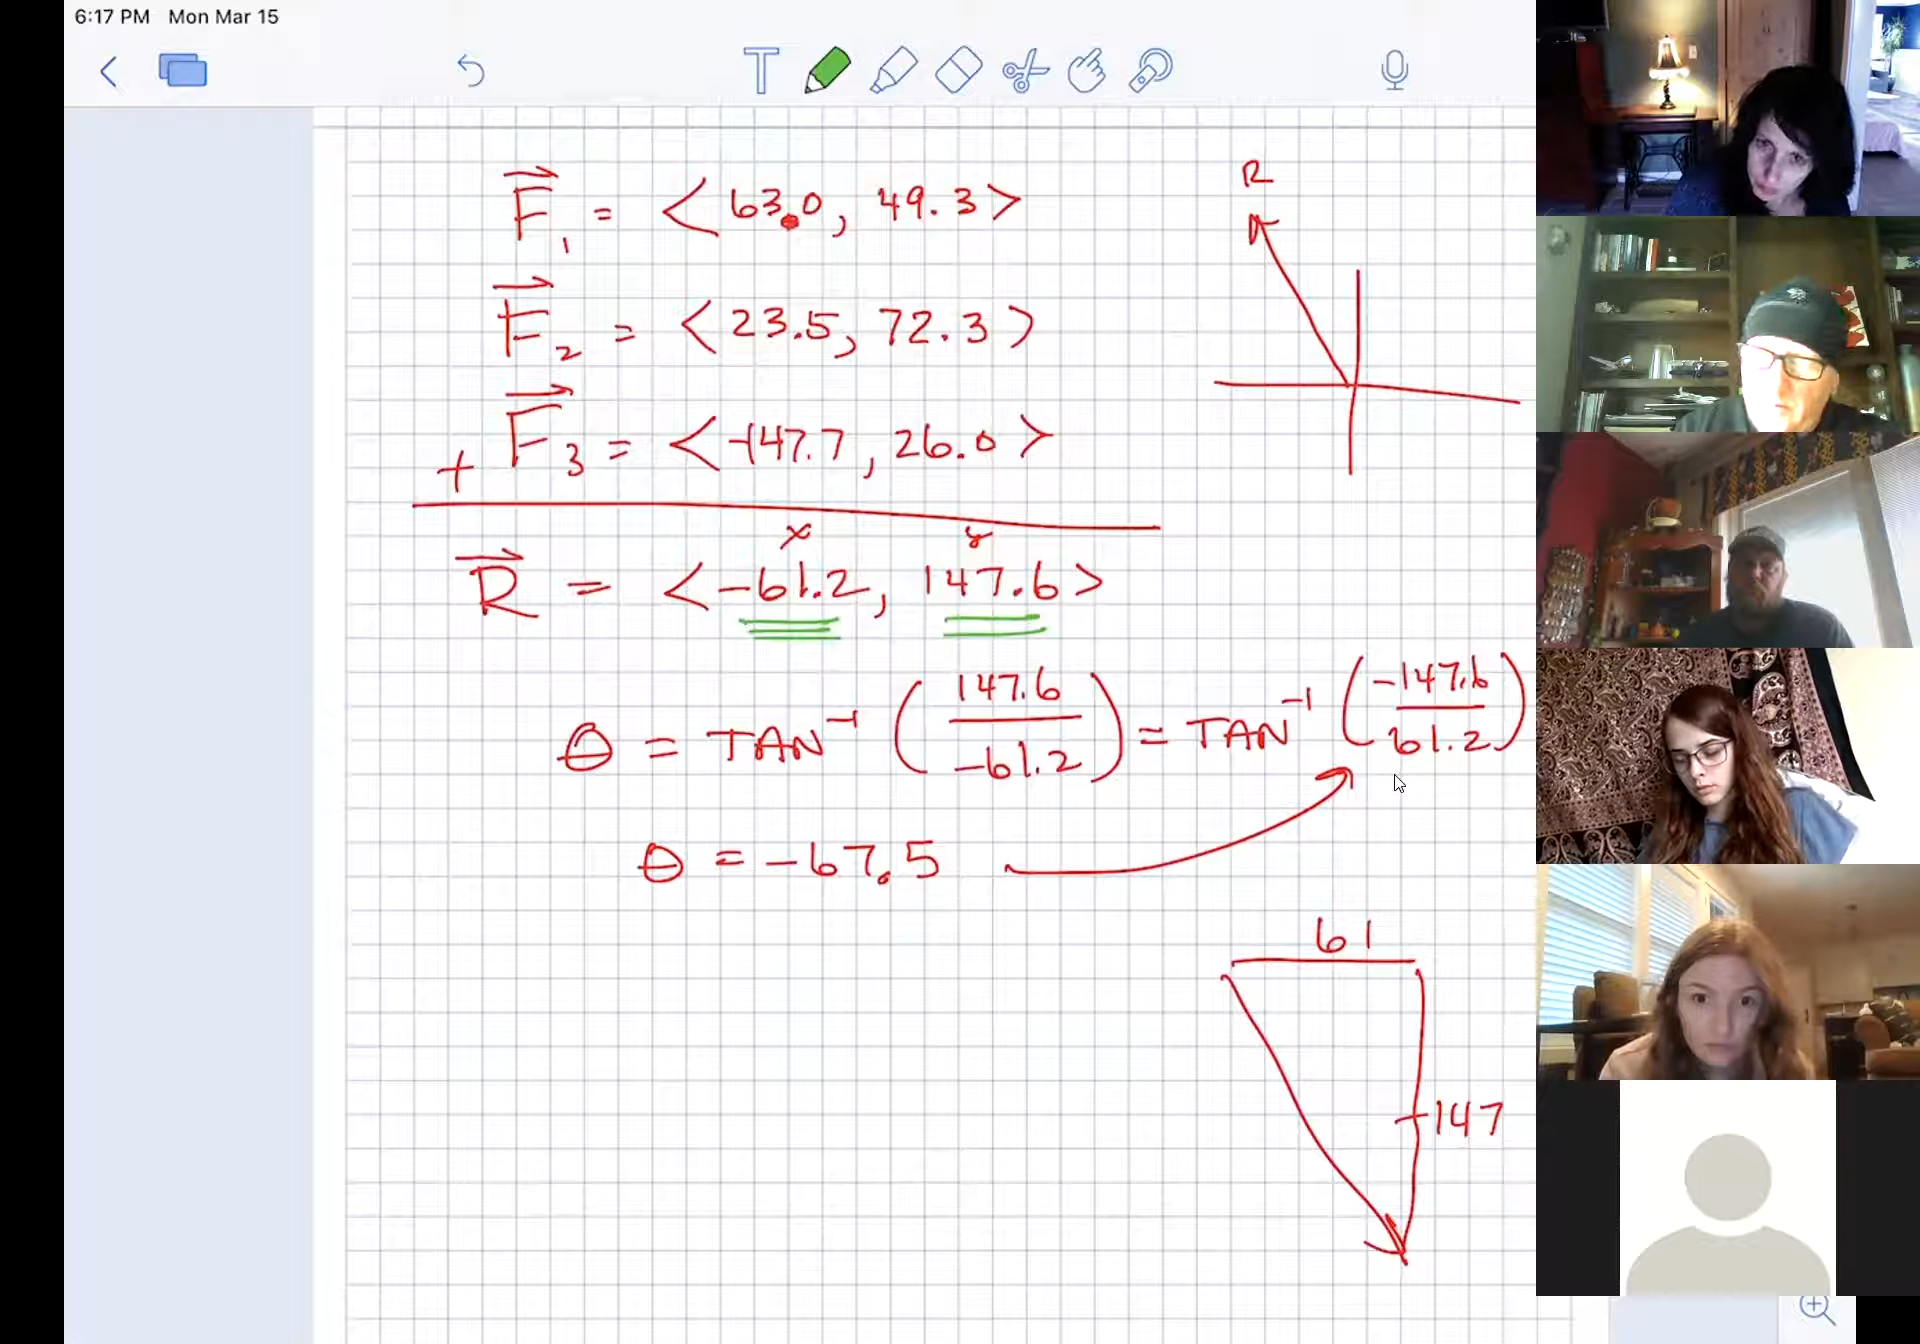 6:17 PM Mon Mar 15
T
F₁ = < 63.0, 49.3 >
R
F₂ = < 23.5, 72.3 >
+ F₃ = < -147.7, 26.0 >
x y
R = < -61.2, 147.6 >
θ = TAN⁻¹ (147.6 / -61.2) = TAN⁻¹ (-147.6 / 61.2)
θ = -67.5
61
-147